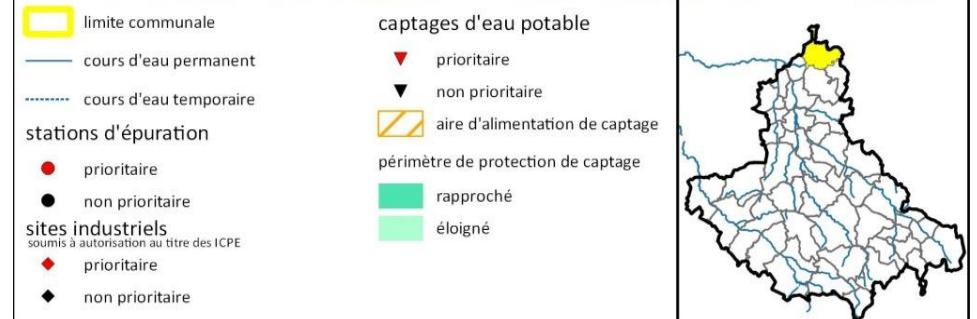 limite communale
cours d'eau permanent
cours d'eau temporaire
stations d'épuration
prioritaire
non prioritaire
sites industriels
soumis à autorisation au titre des ICPE
prioritaire
non prioritaire
captages d'eau potable
prioritaire
non prioritaire
aire d'alimentation de captage
périmètre de protection de captage
rapproché
éloigné